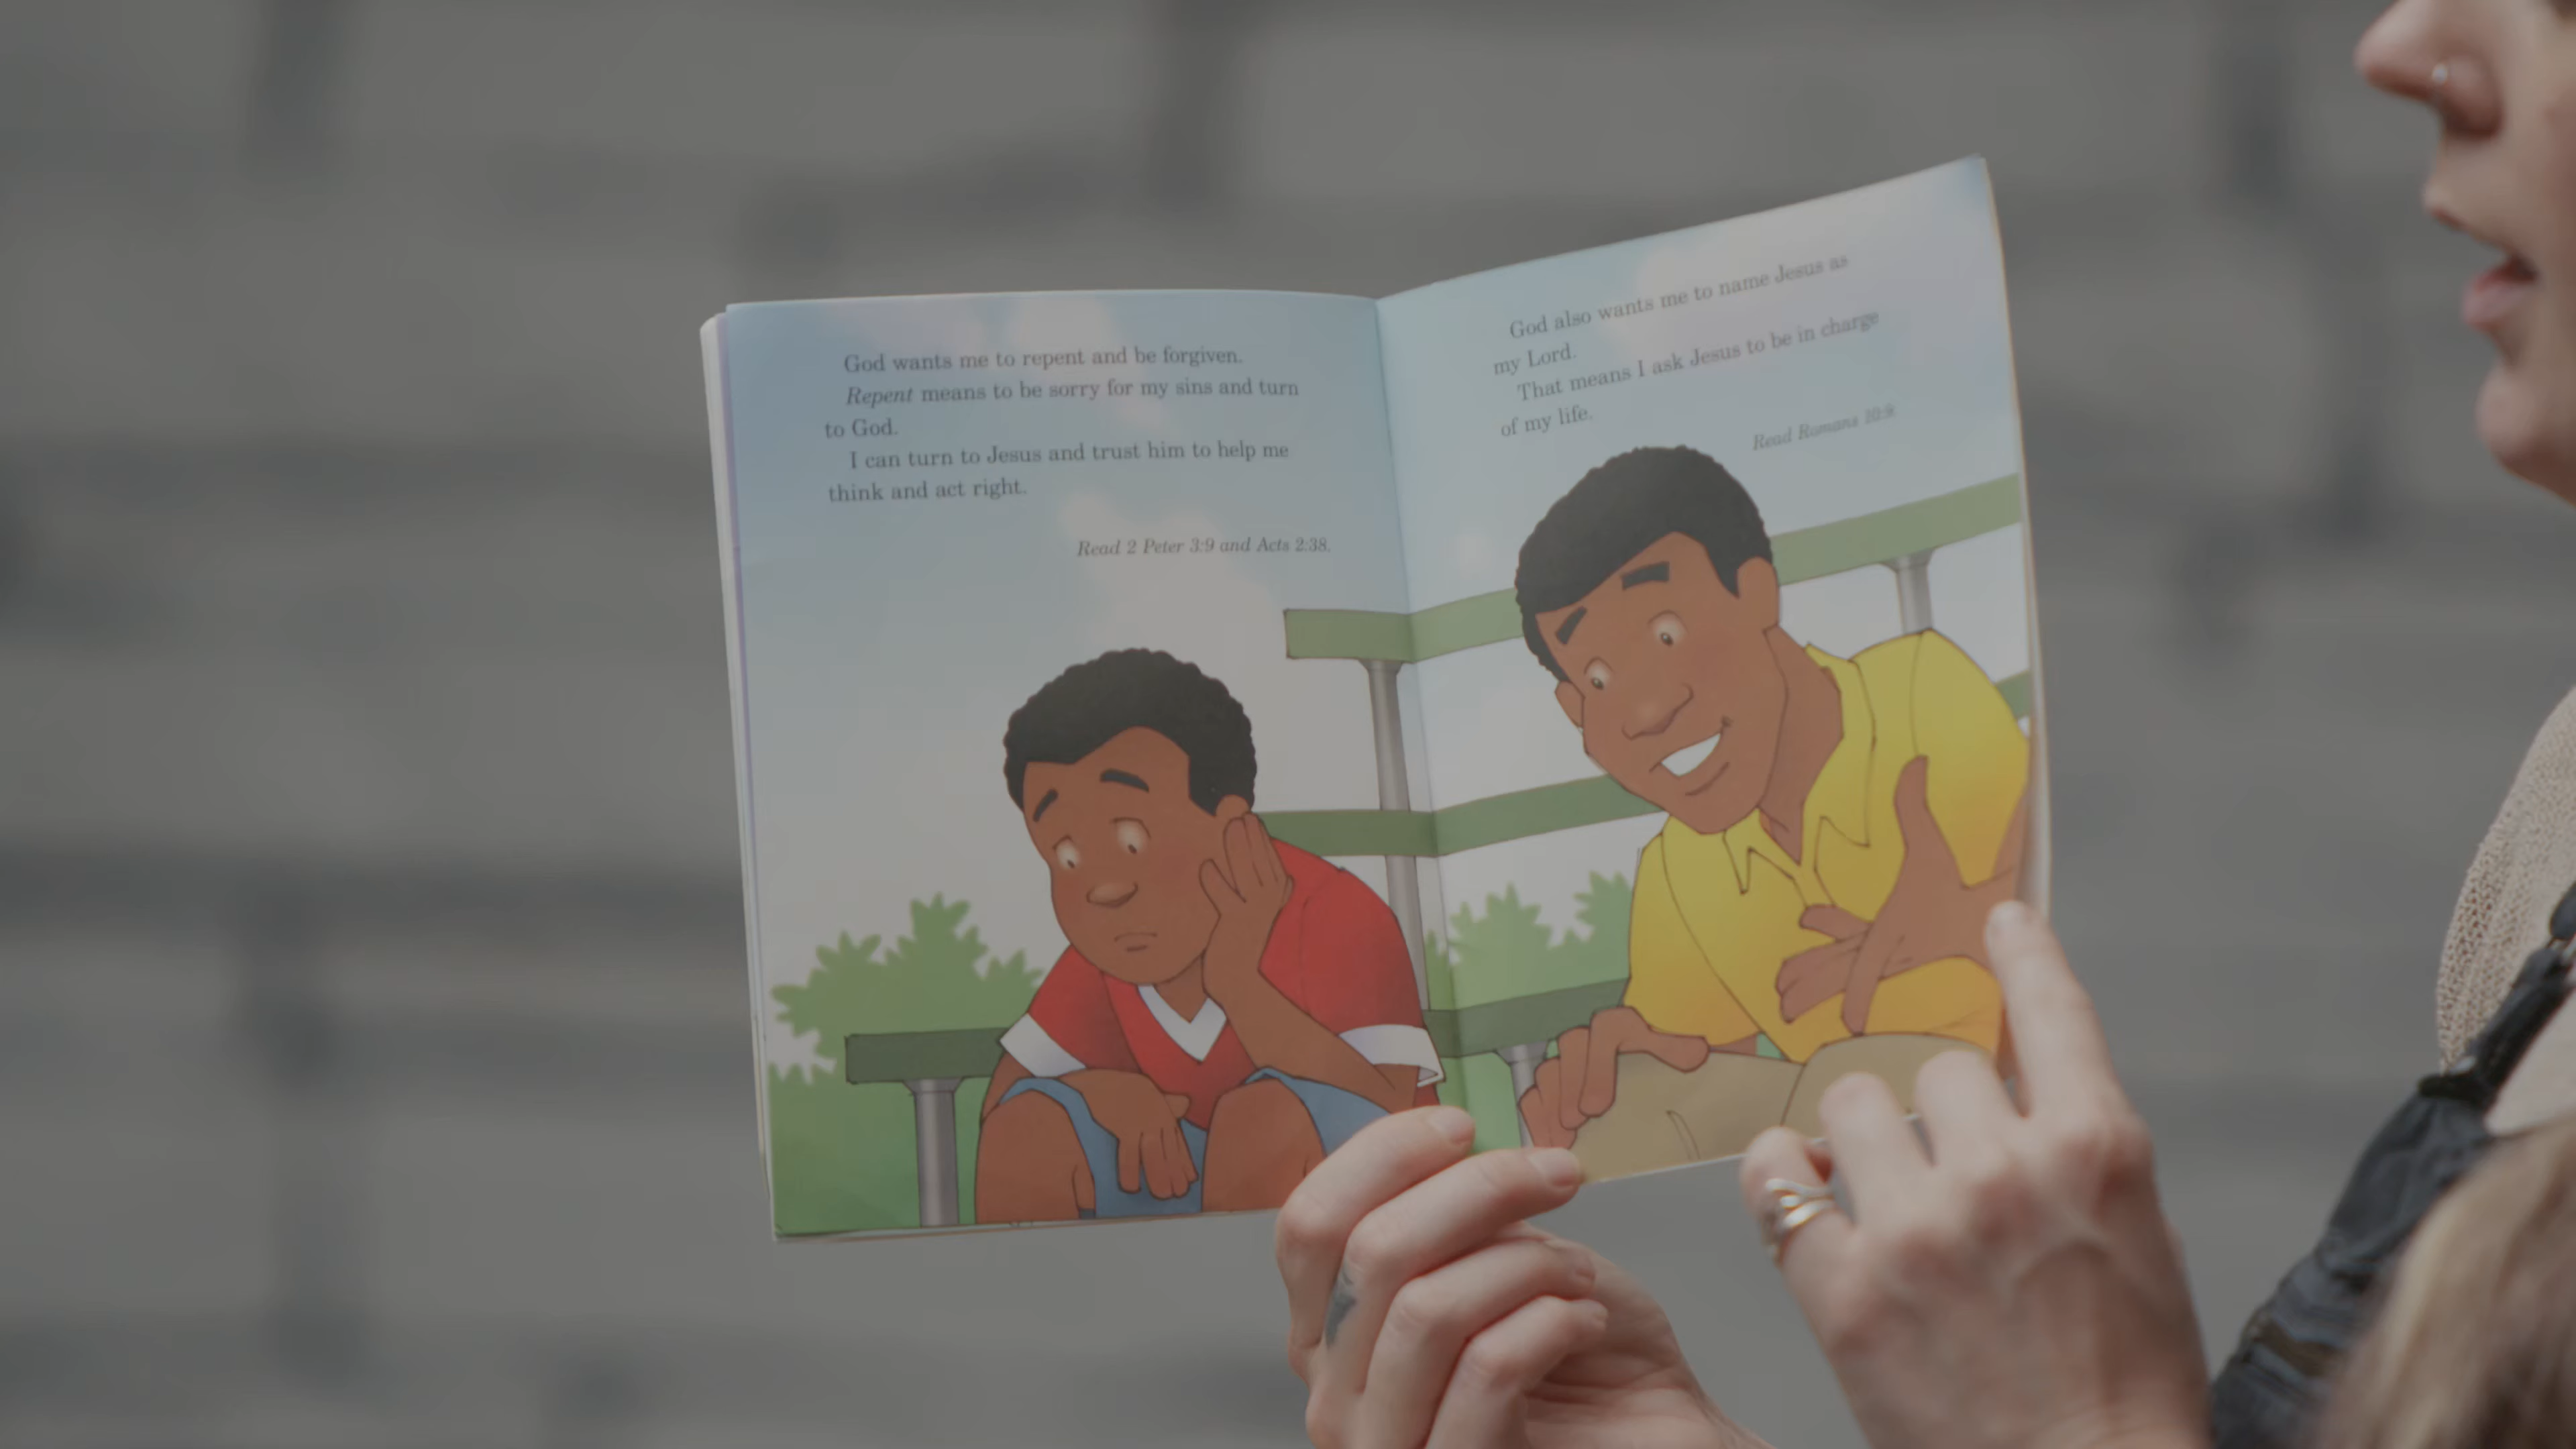 God wants me to repent and be forgiven.
Repent means to be sorry for my sins and turn
to God.
I can turn to Jesus and trust him to help me
think and act right.
Read 2 Peter 3:9 and Acts 2:38.
God also wants me to name Jesus as
my Lord.
That means I ask Jesus to be in charge
of my life.
Read Romans 10:9